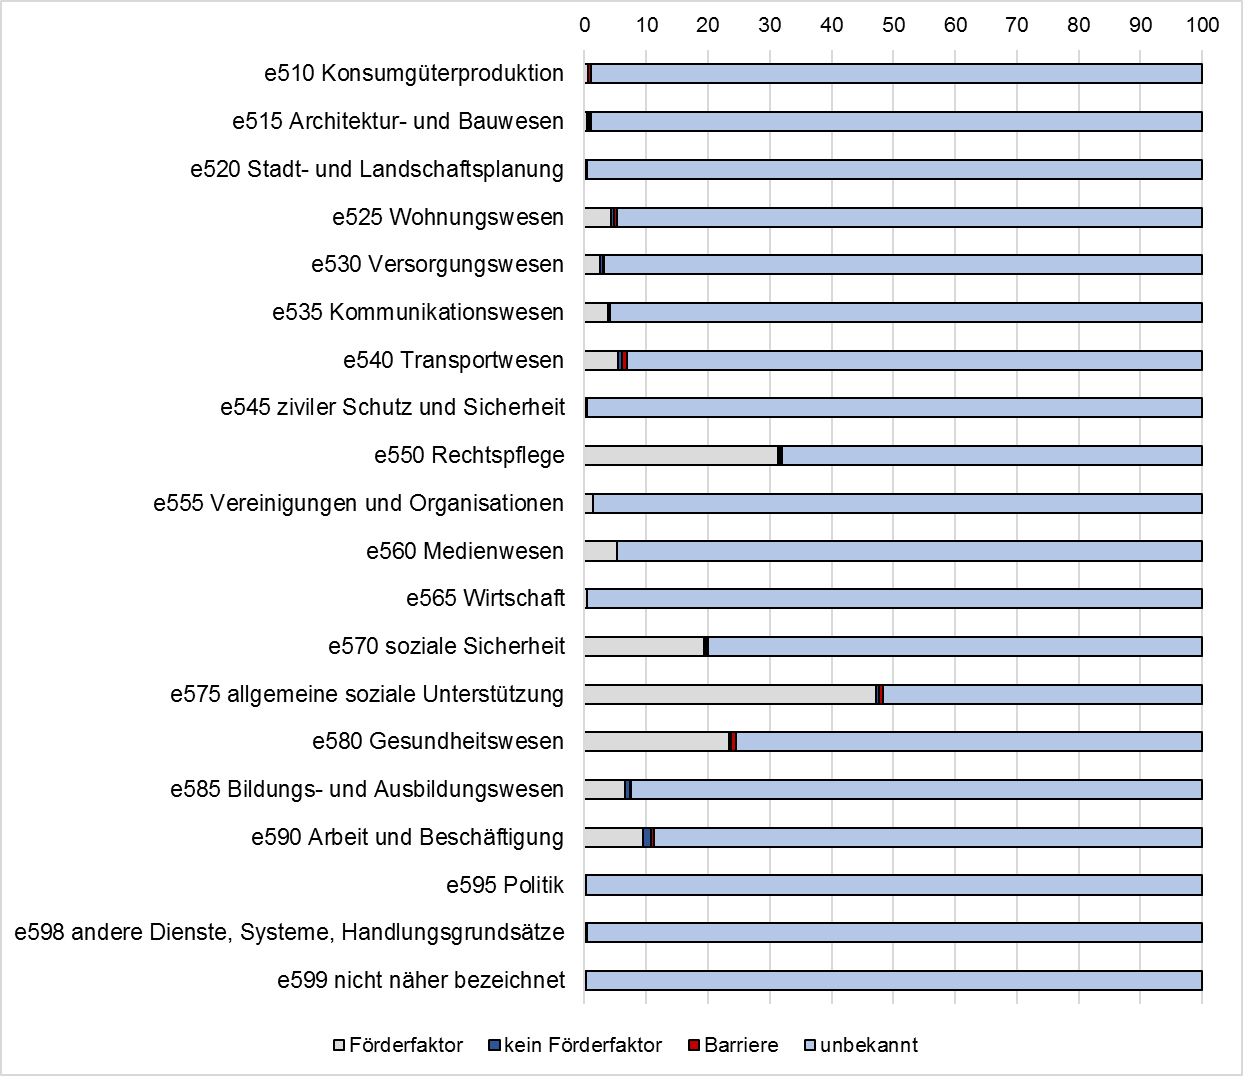 0 10 20 30 40 50 60 70 80 90 100
e510 Konsumgüterproduktion
e515 Architektur- und Bauwesen
e520 Stadt- und Landschaftsplanung
e525 Wohnungswesen
e530 Versorgungswesen
e535 Kommunikationswesen
e540 Transportwesen
e545 ziviler Schutz und Sicherheit
e550 Rechtspflege
e555 Vereinigungen und Organisationen
e560 Medienwesen
e565 Wirtschaft
e570 soziale Sicherheit
e575 allgemeine soziale Unterstützung
e580 Gesundheitswesen
e585 Bildungs- und Ausbildungswesen
e590 Arbeit und Beschäftigung
e595 Politik
e598 andere Dienste, Systeme, Handlungsgrundsätze
e599 nicht näher bezeichnet
Förderfaktor kein Förderfaktor Barriere unbekannt